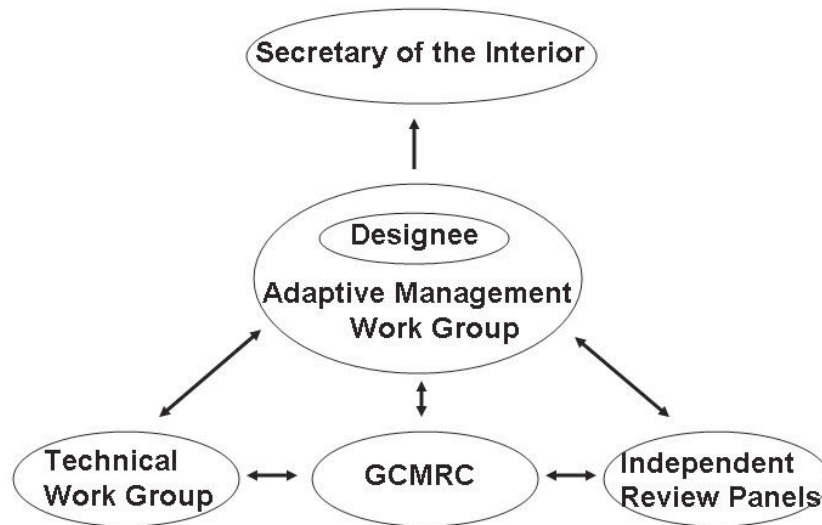 Secretary of the Interior
Designee
Adaptive Management
Work Group
Technical
Work Group
GCMRC
Independent
Review Panels